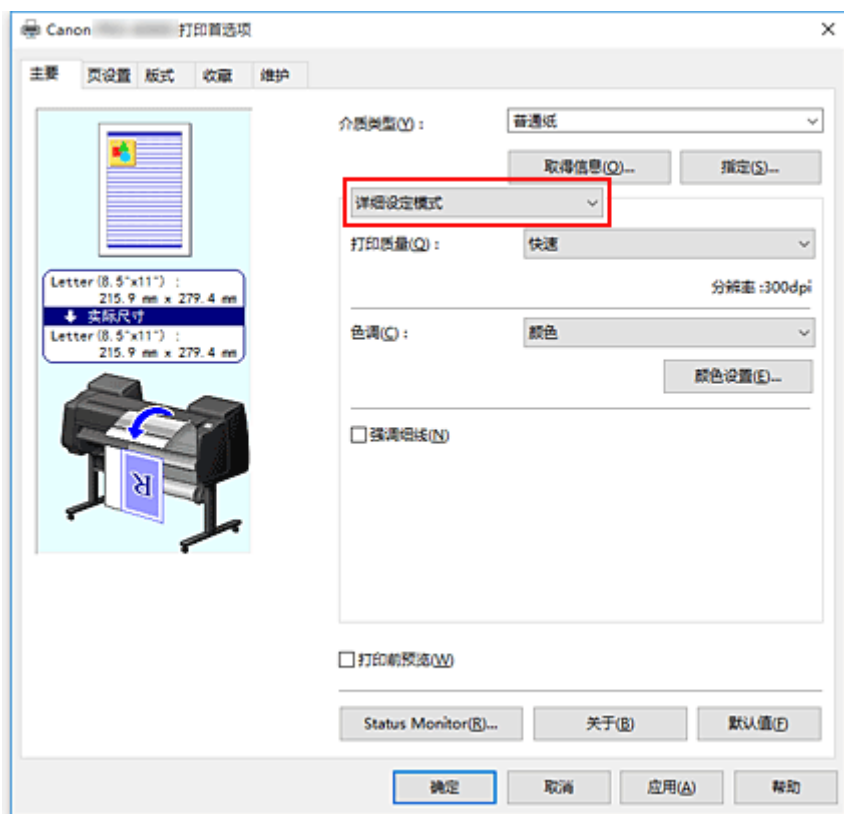 Canon 打印首选项
主要 页设置 版式 收藏 维护
介质类型(Y)： 普通纸
取得信息(O)... 指定(S)...
详细设定模式
打印质量(Q)： 快速
分辨率 :300dpi
色调(C)： 颜色
颜色设置(E)...
强调细线(N)
Letter(8.5"x11") :
215.9 mm x 279.4 mm
实际尺寸
Letter(8.5"x11") :
215.9 mm x 279.4 mm
R
打印前预览(W)
Status Monitor(R)... 关于(B) 默认值(F)
确定 取消 应用(A) 帮助